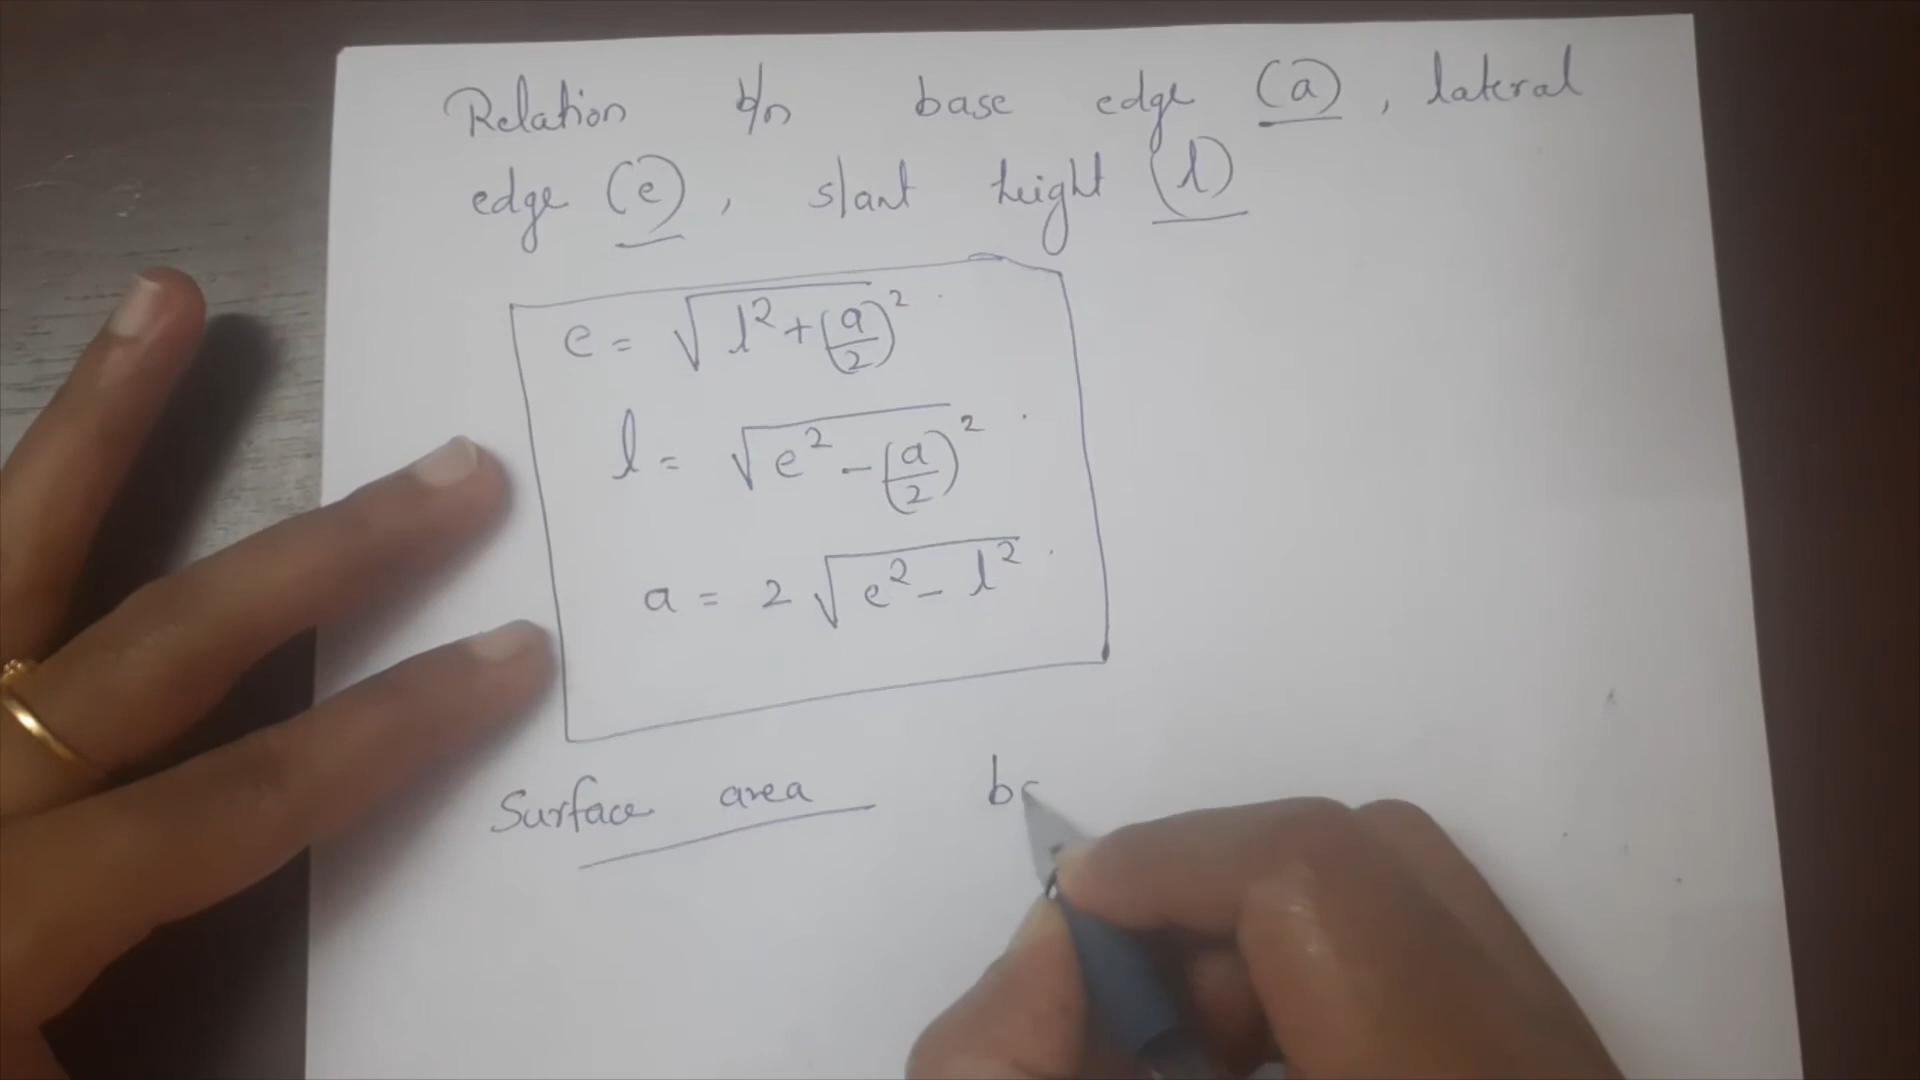 Relation b/n base edge (a), lateral
edge (e), slant height (l)
e = √l² + (a/2)²
l = √e² - (a/2)²
a = 2 √e² - l²
Surface area